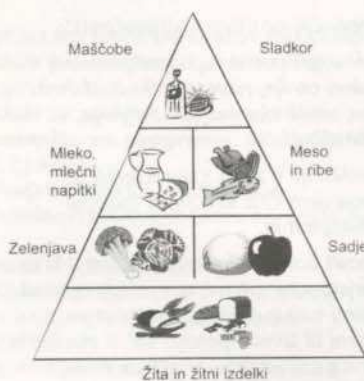 Maščobe
Sladkor
Mleko,
mlečni
napitki
Meso
in ribe
Zelenjava
Sadje
Žita in žitni izdelki